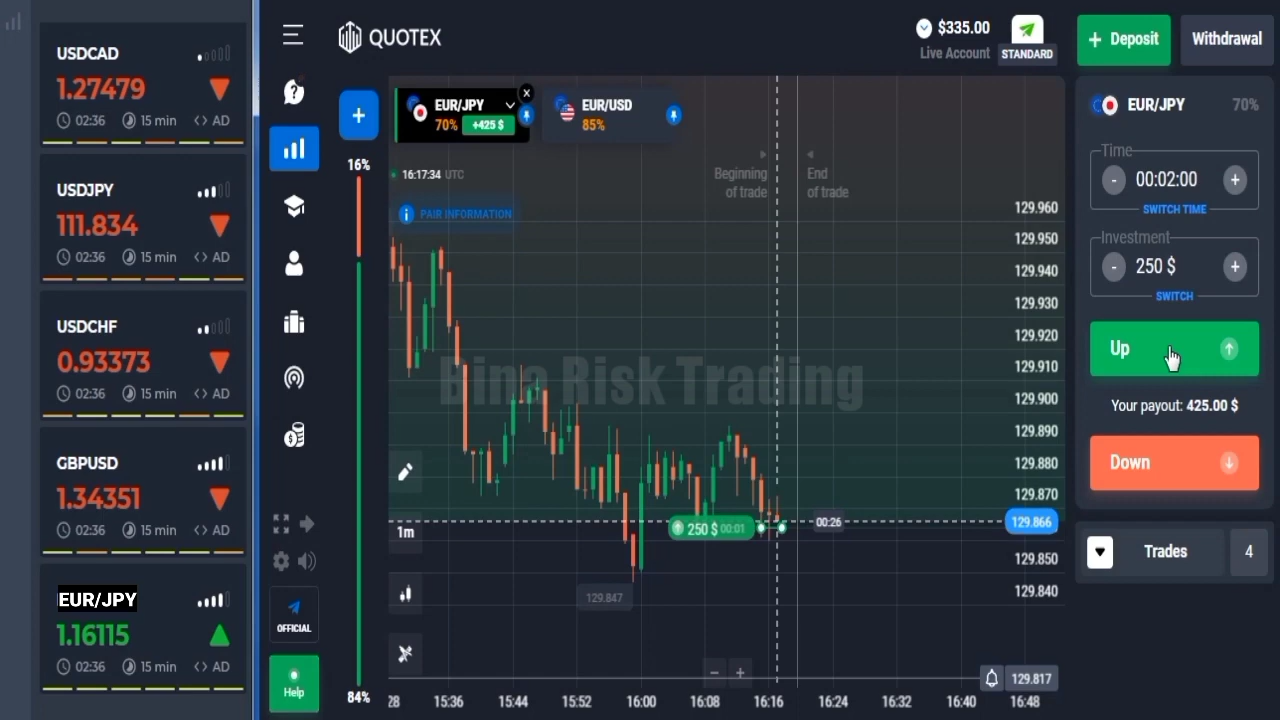 USDCAD
1.27479
02:36 15 min <> AD
USDJPY
111.834
02:36 15 min <> AD
USDCHF
0.93373
02:36 15 min <> AD
GBPUSD
1.34351
02:36 15 min <> AD
EUR/JPY
1.16115
02:36 15 min <> AD
QUOTEX
$335.00
Live Account
STANDARD
+ Deposit
Withdrawal
+
16%
84%
OFFICIAL
Help
EUR/JPY
70% +425 $
EUR/USD
85%
16:17:34 UTC
PAIR INFORMATION
Beginning
of trade
End
of trade
Bina Risk Trading
129.960
129.950
129.940
129.930
129.920
129.910
129.900
129.890
129.880
129.870
129.866
129.850
129.840
129.817
1m
250 $ 00:01
00:26
129.847
− +
28 15:36 15:44 15:52 16:00 16:08 16:16 16:24 16:32 16:40 16:48
EUR/JPY 70%
Time
- 00:02:00 +
SWITCH TIME
Investment
- 250 $ +
SWITCH
Up
Your payout: 425.00 $
Down
Trades 4